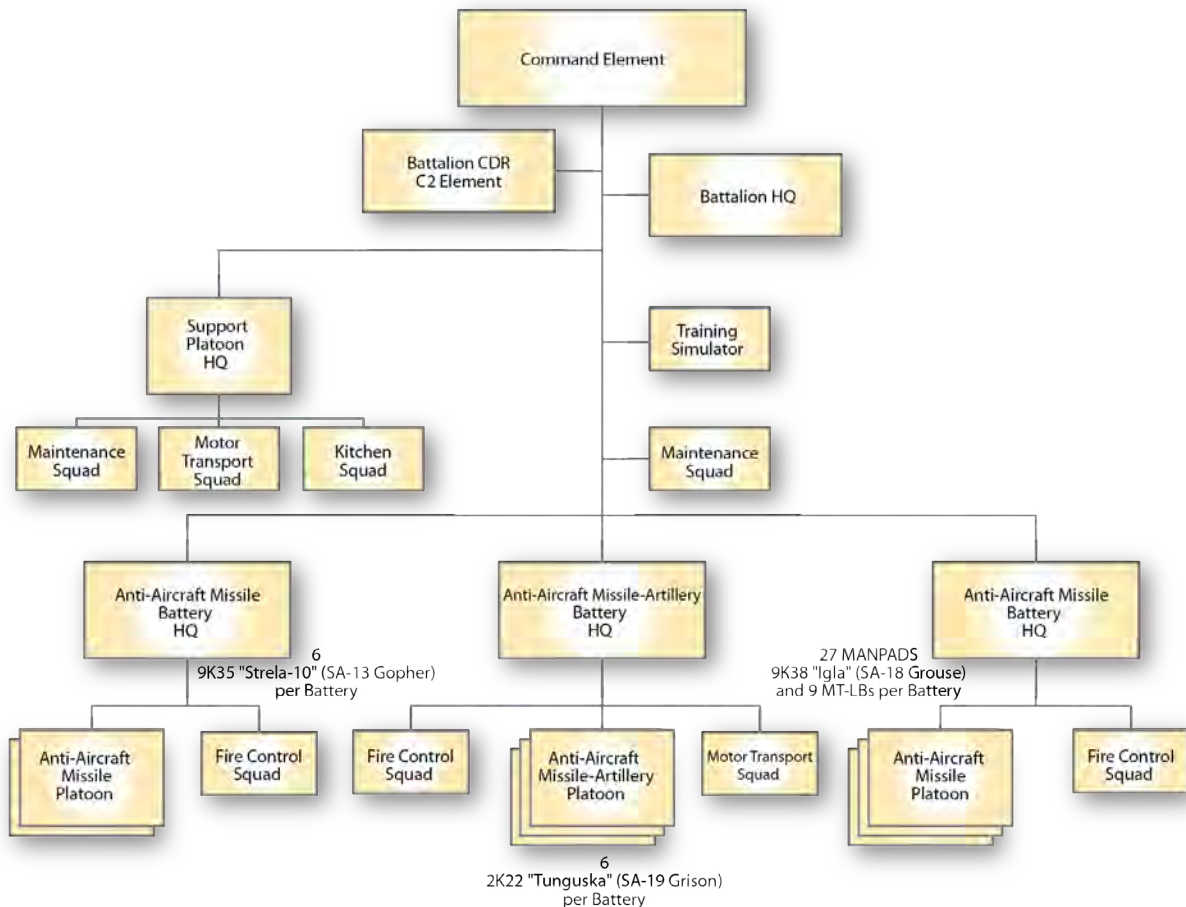 Command Element
Battalion CDR
C2 Element
Battalion HQ
Support
Platoon
HQ
Training
Simulator
Maintenance
Squad
Motor
Transport
Squad
Kitchen
Squad
Maintenance
Squad
Anti-Aircraft Missile
Battery
HQ
6
9K35 "Strela-10" (SA-13 Gopher)
per Battery
Anti-Aircraft Missile-Artillery
Battery
HQ
Anti-Aircraft Missile
Battery
HQ
27 MANPADS
9K38 "Igla" (SA-18 Grouse)
and 9 MT-LBs per Battery
Anti-Aircraft
Missile
Platoon
Fire Control
Squad
Fire Control
Squad
Anti-Aircraft
Missile-Artillery
Platoon
Motor Transport
Squad
Anti-Aircraft
Missile
Platoon
Fire Control
Squad
6
2K22 "Tunguska" (SA-19 Grison)
per Battery